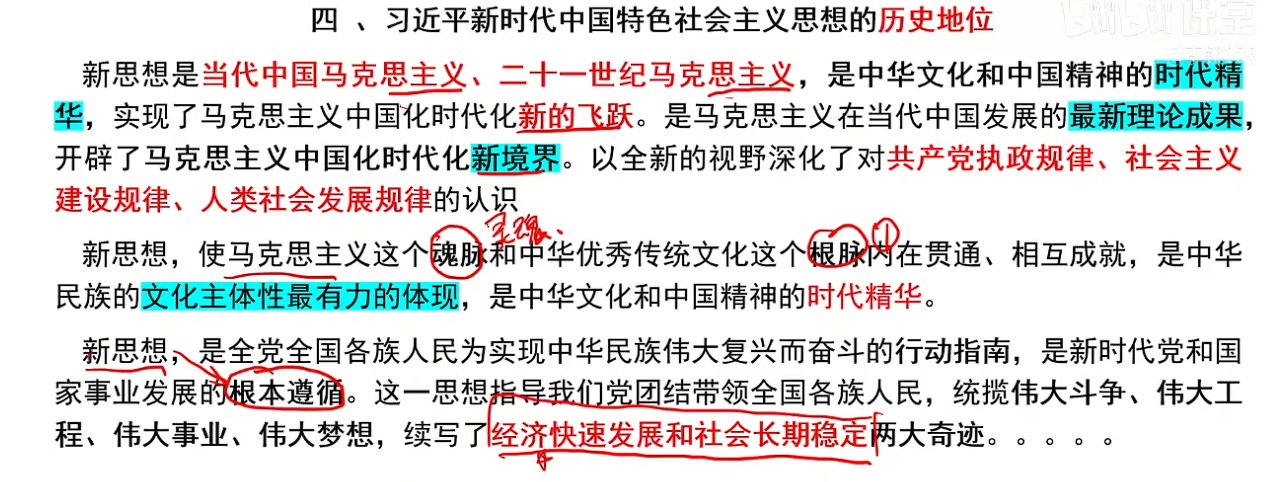 四 、习近平新时代中国特色社会主义思想的历史地位
课堂
新思想是当代中国马克思主义、二十一世纪马克思主义，是中华文化和中国精神的时代精
华，实现了马克思主义中国化时代化新的飞跃。是马克思主义在当代中国发展的最新理论成果，
开辟了马克思主义中国化时代化新境界。以全新的视野深化了对共产党执政规律、社会主义
建设规律、人类社会发展规律的认识
灵魂、
①
新思想，使马克思主义这个魂脉和中华优秀传统文化这个根脉内在贯通、相互成就，是中华
民族的文化主体性最有力的体现，是中华文化和中国精神的时代精华。
新思想，是全党全国各族人民为实现中华民族伟大复兴而奋斗的行动指南，是新时代党和国
家事业发展的根本遵循。这一思想指导我们党团结带领全国各族人民，统揽伟大斗争、伟大工
程、伟大事业、伟大梦想，续写了经济快速发展和社会长期稳定两大奇迹。。。。。